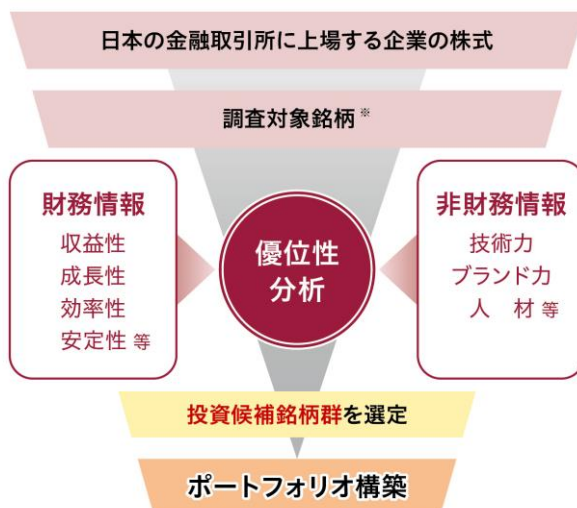 日本の金融取引所に上場する企業の株式
調査対象銘柄※
財務情報
収益性
成長性
効率性
安定性 等
優位性
分析
非財務情報
技術力
ブランド力
人　材 等
投資候補銘柄群を選定
ポートフォリオ構築